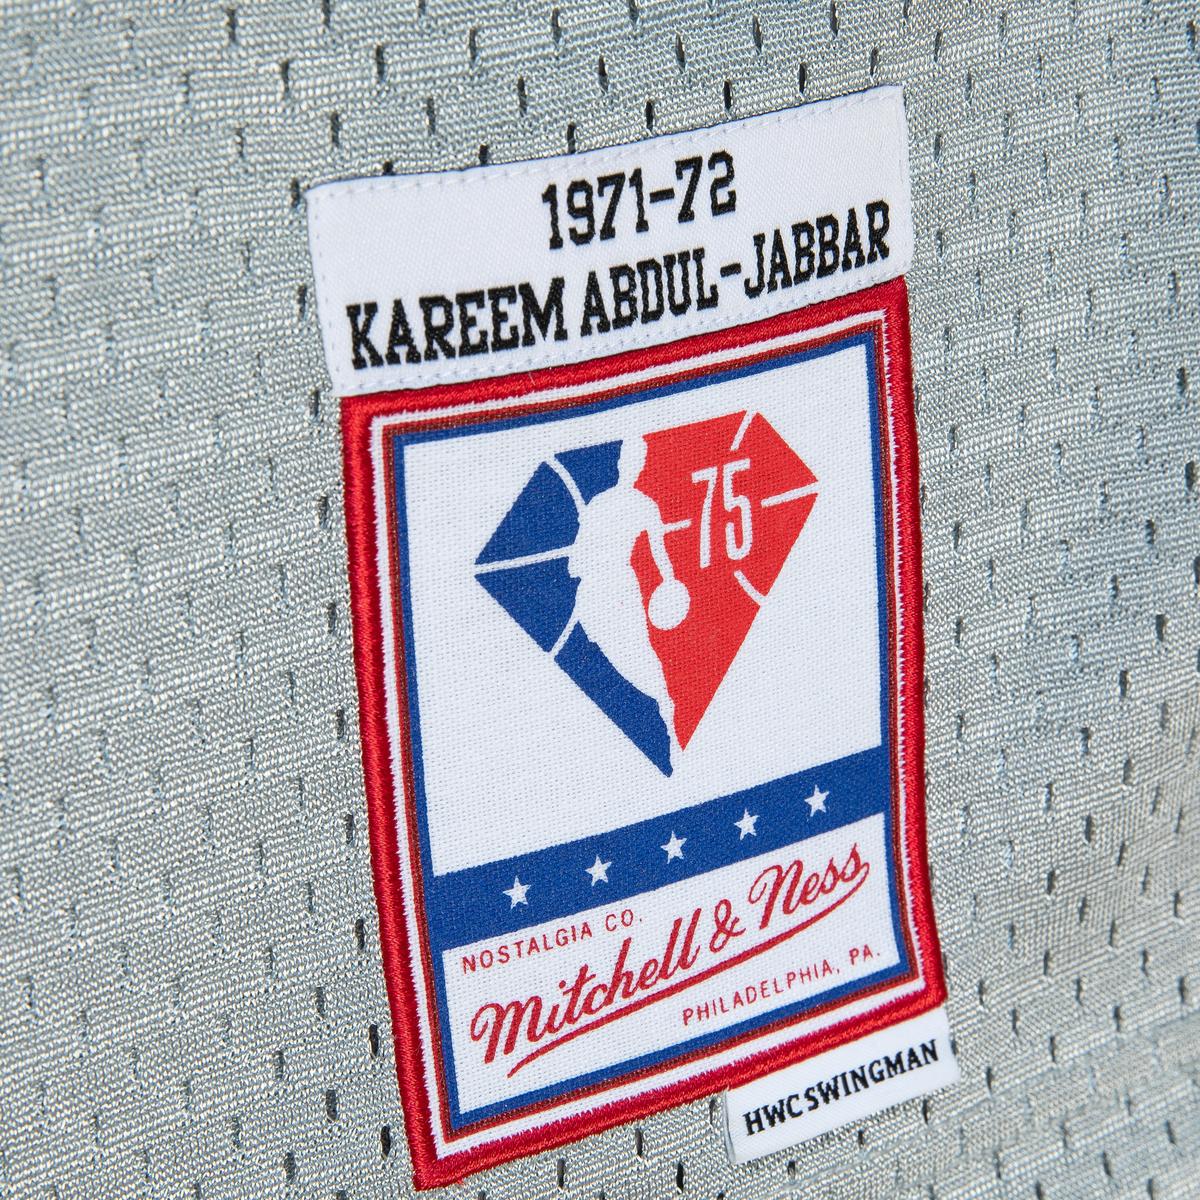 1971-72
KAREEM ABDUL-JABBAR
75
NOSTALGIA CO.
Mitchell & Ness
PHILADELPHIA, PA.
HWC SWINGMAN